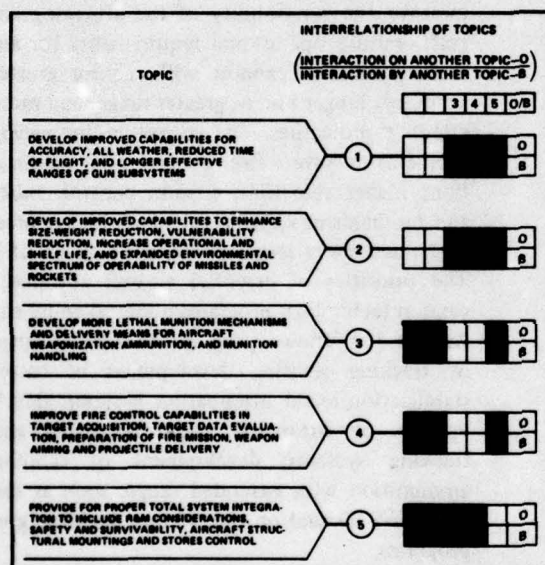 INTERRELATIONSHIP OF TOPICS
TOPIC
INTERACTION ON ANOTHER TOPIC–O
INTERACTION BY ANOTHER TOPIC–B
3 4 5 O/B
DEVELOP IMPROVED CAPABILITIES FOR
ACCURACY, ALL WEATHER, REDUCED TIME
OF FLIGHT, AND LONGER EFFECTIVE
RANGES OF GUN SUBSYSTEMS
1
O
B
DEVELOP IMPROVED CAPABILITIES TO ENHANCE
SIZE-WEIGHT REDUCTION, VULNERABILITY
REDUCTION, INCREASE OPERATIONAL AND
SHELF LIFE, AND EXPANDED ENVIRONMENTAL
SPECTRUM OF OPERABILITY OF MISSILES AND
ROCKETS
2
O
B
DEVELOP MORE LETHAL MUNITION MECHANISMS
AND DELIVERY MEANS FOR AIRCRAFT
WEAPONIZATION AMMUNITION, AND MUNITION
HANDLING
3
O
B
IMPROVE FIRE CONTROL CAPABILITIES IN
TARGET ACQUISITION, TARGET DATA EVALUA-
TION, PREPARATION OF FIRE MISSION, WEAPON
AIMING AND PROJECTILE DELIVERY
4
O
B
PROVIDE FOR PROPER TOTAL SYSTEM INTEGRA-
TION TO INCLUDE R&M CONSIDERATIONS,
SAFETY AND SURVIVABILITY, AIRCRAFT STRUC-
TURAL MOUNTINGS AND STORES CONTROL
5
O
B